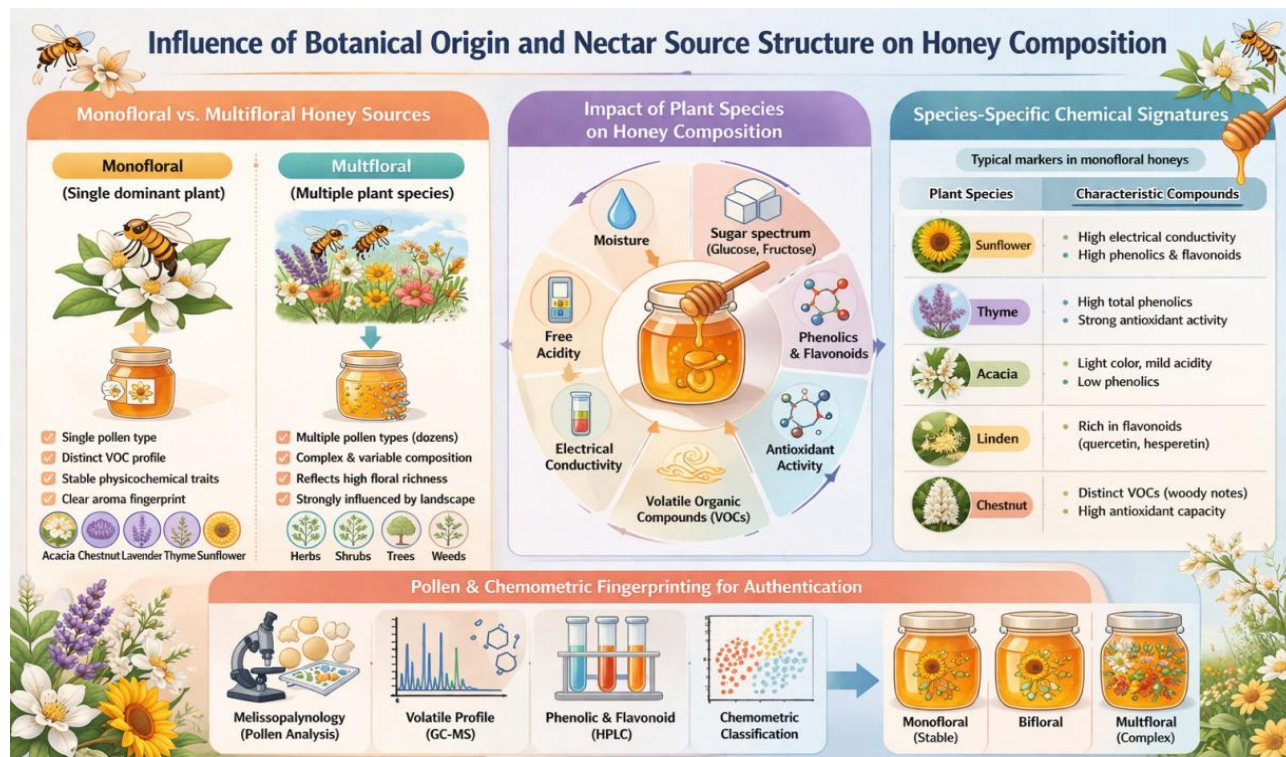 Influence of Botanical Origin and Nectar Source Structure on Honey Composition
Monofloral vs. Multifloral Honey Sources
Monofloral
(Single dominant plant)
Single pollen type
Distinct VOC profile
Stable physicochemical traits
Clear aroma fingerprint
Acacia Chestnut Lavender Thyme Sunflower
Multfloral
(Multiple plant species)
Multiple pollen types (dozens)
Complex & variable composition
Reflects high floral richness
Strongly influenced by landscape
Herbs Shrubs Trees Weeds
Impact of Plant Species
on Honey Composition
Moisture
Sugar spectrum
(Glucose, Fructose)
Free
Acidity
Phenolics
& Flavonoids
Electrical
Conductivity
Antioxidant
Activity
Volatile Organic
Compounds (VOCs)
Species-Specific Chemical Signatures
Typical markers in monofloral honeys
Plant Species Characteristic Compounds
Sunflower
• High electrical conductivity
• High phenolics & flavonoids
Thyme
• High total phenolics
• Strong antioxidant activity
Acacia
• Light color, mild acidity
• Low phenolics
Linden
• Rich in flavonoids
(quercetin, hesperetin)
Chestnut
• Distinct VOCs (woody notes)
• High antioxidant capacity
Pollen & Chemometric Fingerprinting for Authentication
Melissopalynology
(Pollen Analysis)
Volatile Profile
(GC-MS)
Phenolic & Flavonoid
(HPLC)
Chemometric
Classification
Monofloral
(Stable)
Bifloral
Multfloral
(Complex)